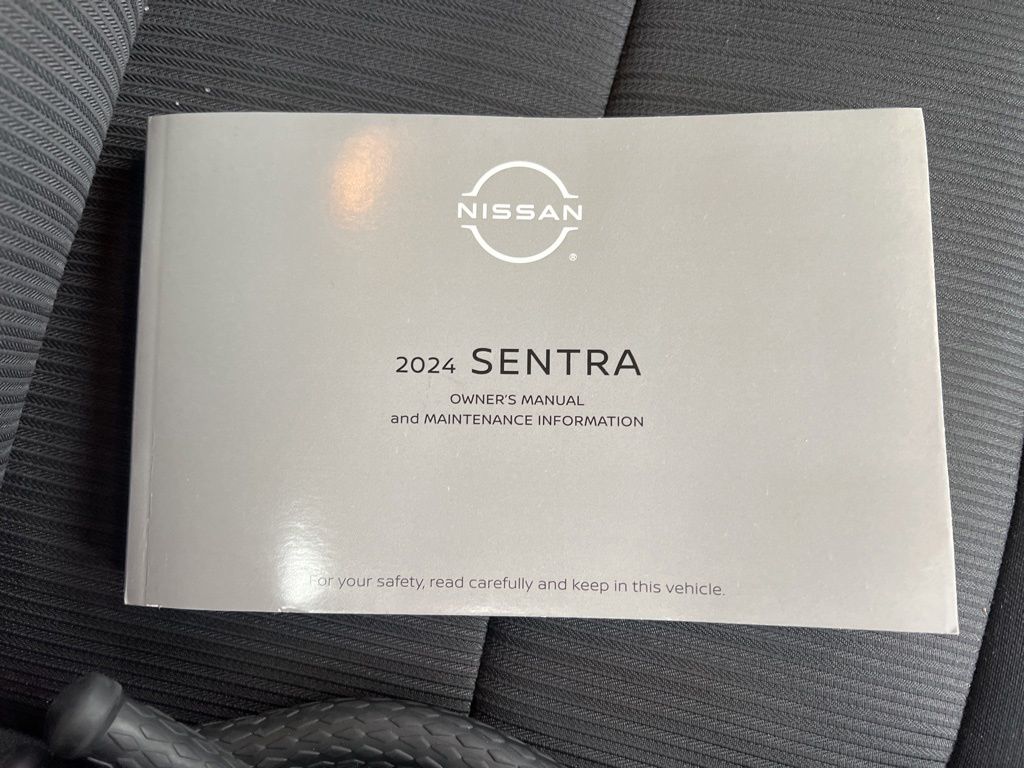 NISSAN
®
2024 SENTRA
OWNER'S MANUAL
and MAINTENANCE INFORMATION
For your safety, read carefully and keep in this vehicle.